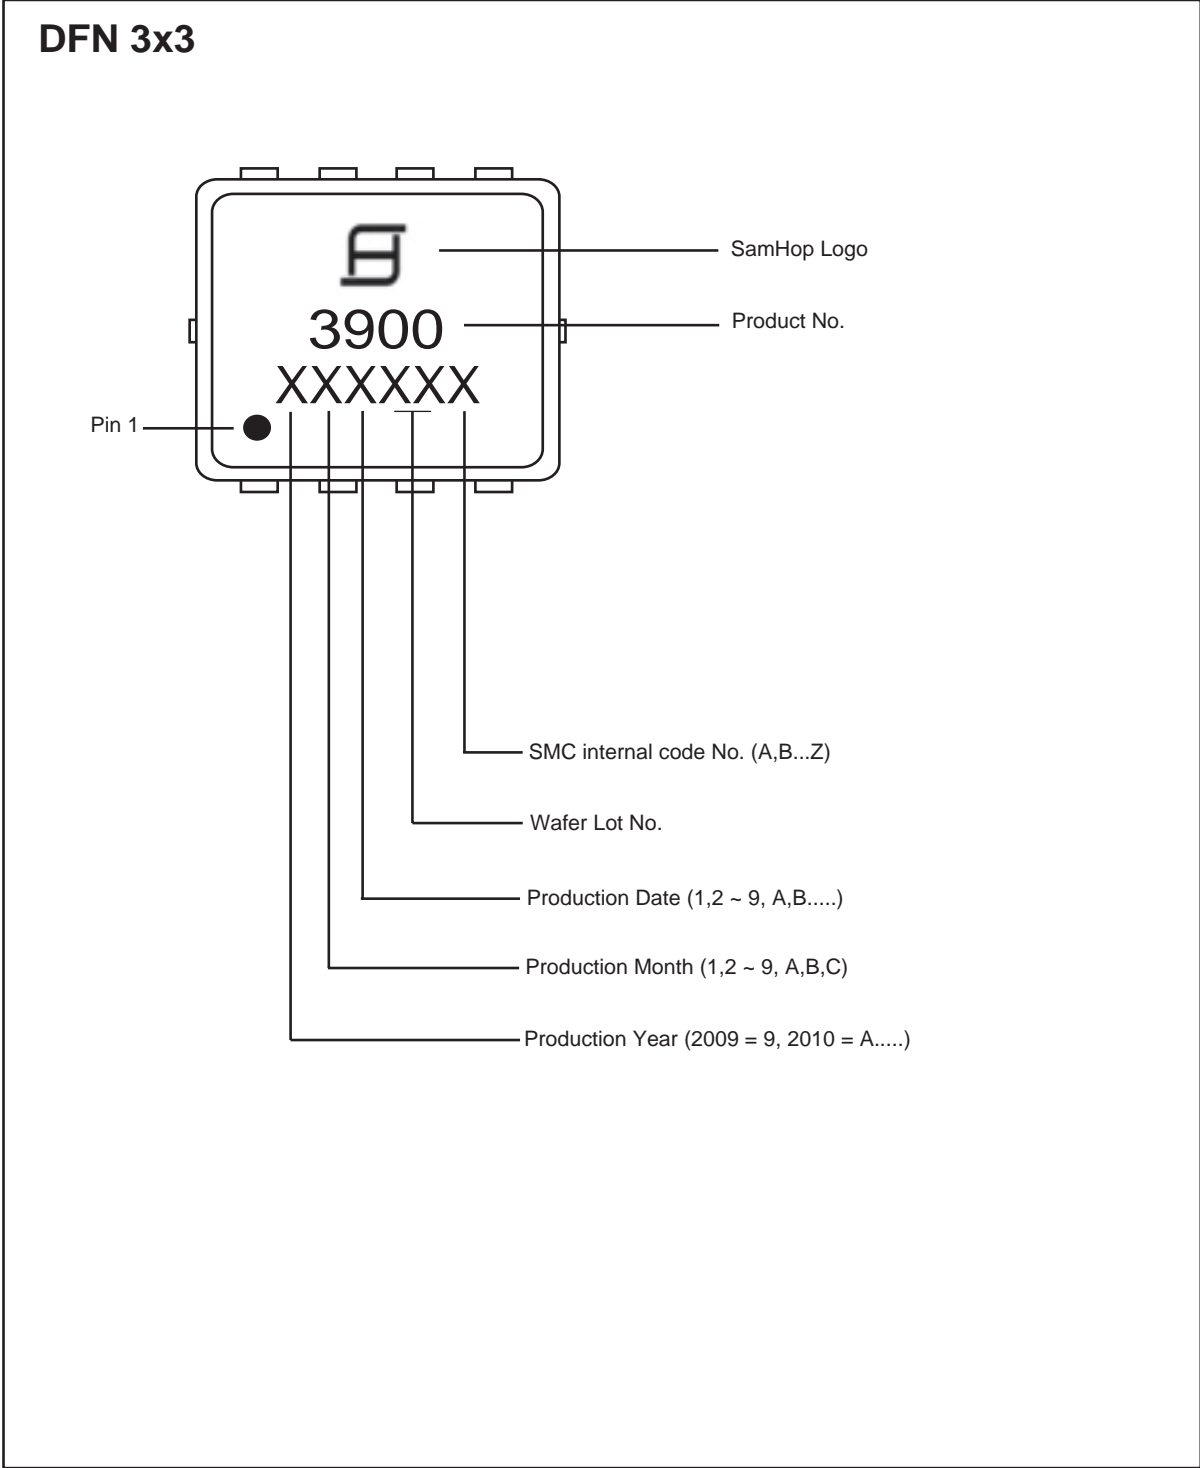 DFN 3x3
SamHop Logo
3900
Product No.
XXXXXX
Pin 1
SMC internal code No. (A,B...Z)
Wafer Lot No.
Production Date (1,2 ~ 9, A,B.....)
Production Month (1,2 ~ 9, A,B,C)
Production Year (2009 = 9, 2010 = A.....)